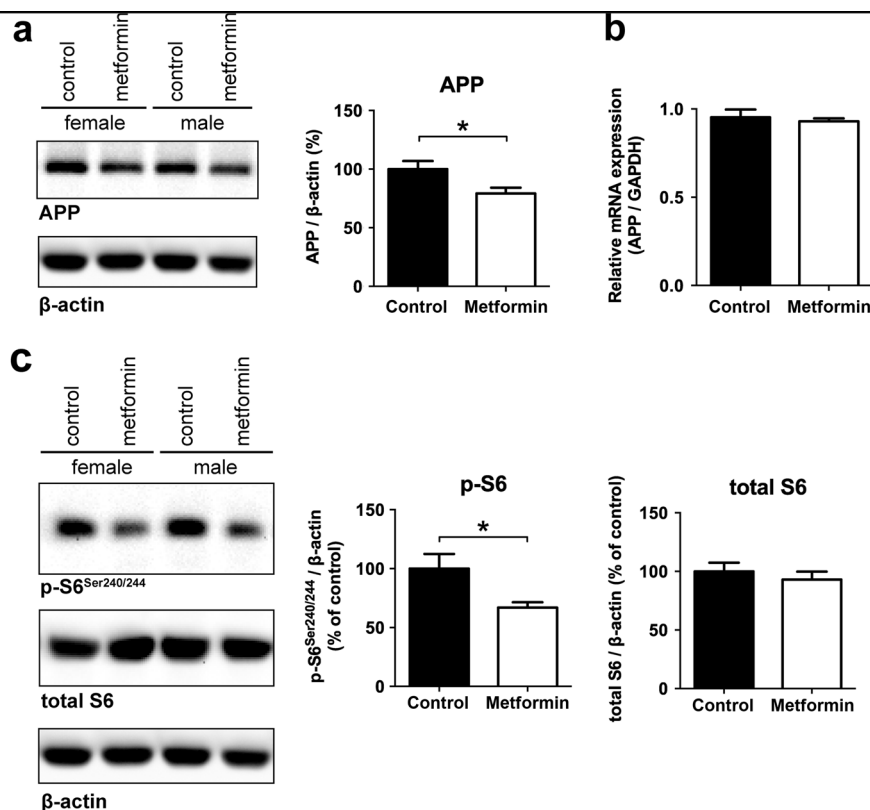 a
control
metformin
control
metformin
female
male
APP
β-actin
APP
APP / β-actin (%)
150
100
50
0
*
Control
Metformin
b
Relative mRNA expression
(APP / GAPDH)
1.0
0.5
0.0
Control
Metformin
c
control
metformin
control
metformin
female
male
p-S6Ser240/244
total S6
β-actin
p-S6
p-S6Ser240/244 / β-actin
(% of control)
150
100
50
0
*
Control
Metformin
total S6
total S6 / β-actin (% of control)
150
100
50
0
Control
Metformin